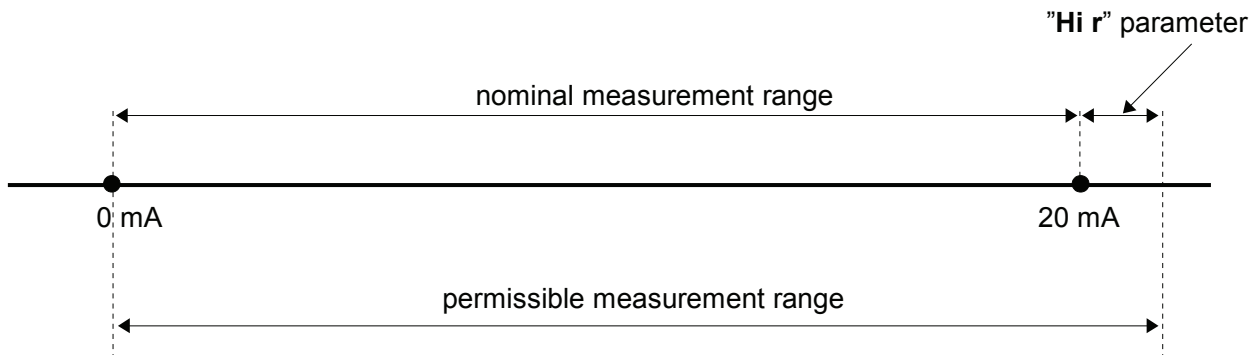 ”Hi r” parameter
nominal measurement range
0 mA
20 mA
permissible measurement range